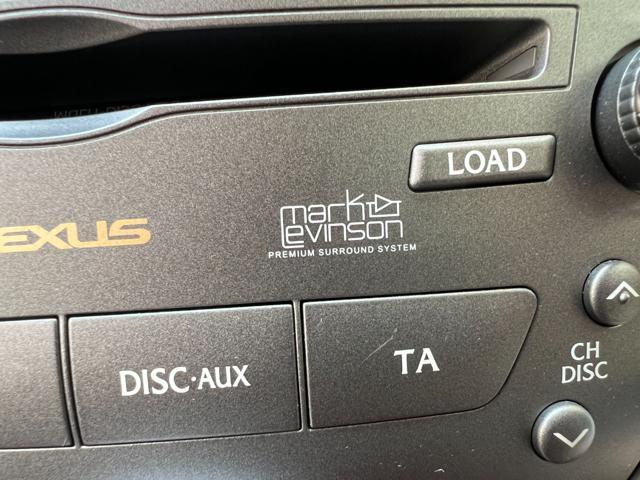 LOAD
EXUS
mark
levinson
PREMIUM SURROUND SYSTEM
DISC·AUX
TA
CH
DISC